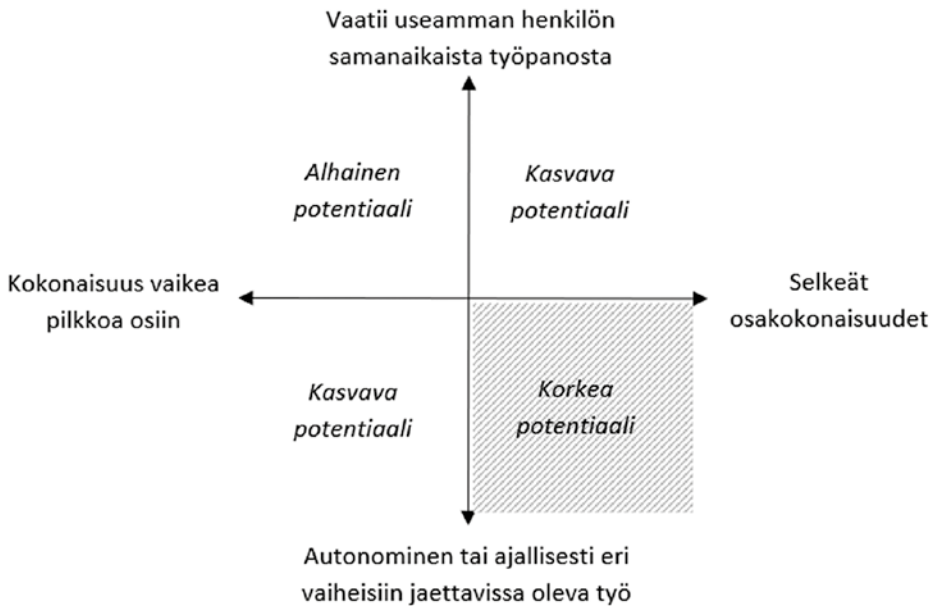 Vaatii useamman henkilön
samanaikaista työpanosta
Alhainen
potentiaali
Kasvava
potentiaali
Kokonaisuus vaikea
pilkkoa osiin
Selkeät
osakokonaisuudet
Kasvava
potentiaali
Korkea
potentiaali
Autonominen tai ajallisesti eri
vaiheisiin jaettavissa oleva työ